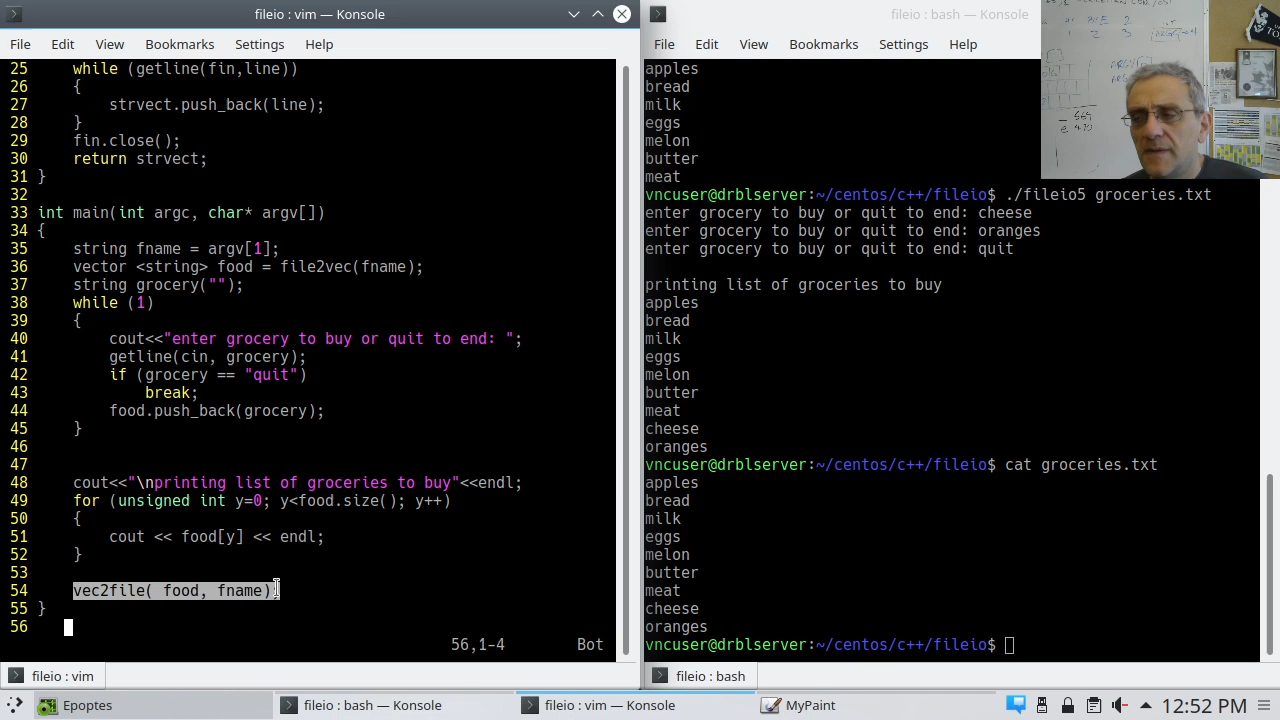 fileio : vim — Konsole
File Edit View Bookmarks Settings Help
25 while (getline(fin,line))
26 {
27 strvect.push_back(line);
28 }
29 fin.close();
30 return strvect;
31 }
32
33 int main(int argc, char* argv[])
34 {
35 string fname = argv[1];
36 vector <string> food = file2vec(fname);
37 string grocery("");
38 while (1)
39 {
40 cout<<"enter grocery to buy or quit to end: ";
41 getline(cin, grocery);
42 if (grocery == "quit")
43 break;
44 food.push_back(grocery);
45 }
46
47
48 cout<<"\nprinting list of groceries to buy"<<endl;
49 for (unsigned int y=0; y<food.size(); y++)
50 {
51 cout << food[y] << endl;
52 }
53
54 vec2file( food, fname);
55 }
56
56,1-4 Bot
fileio : vim
fileio : bash — Konsole
File Edit View Bookmarks Settings Help
apples
bread
milk
eggs
melon
butter
meat
vncuser@drblserver:~/centos/c++/fileio$ ./fileio5 groceries.txt
enter grocery to buy or quit to end: cheese
enter grocery to buy or quit to end: oranges
enter grocery to buy or quit to end: quit
printing list of groceries to buy
apples
bread
milk
eggs
melon
butter
meat
cheese
oranges
vncuser@drblserver:~/centos/c++/fileio$ cat groceries.txt
apples
bread
milk
eggs
melon
butter
meat
cheese
oranges
vncuser@drblserver:~/centos/c++/fileio$
fileio : bash
Epoptes
fileio : bash — Konsole
fileio : vim — Konsole
MyPaint
12:52 PM